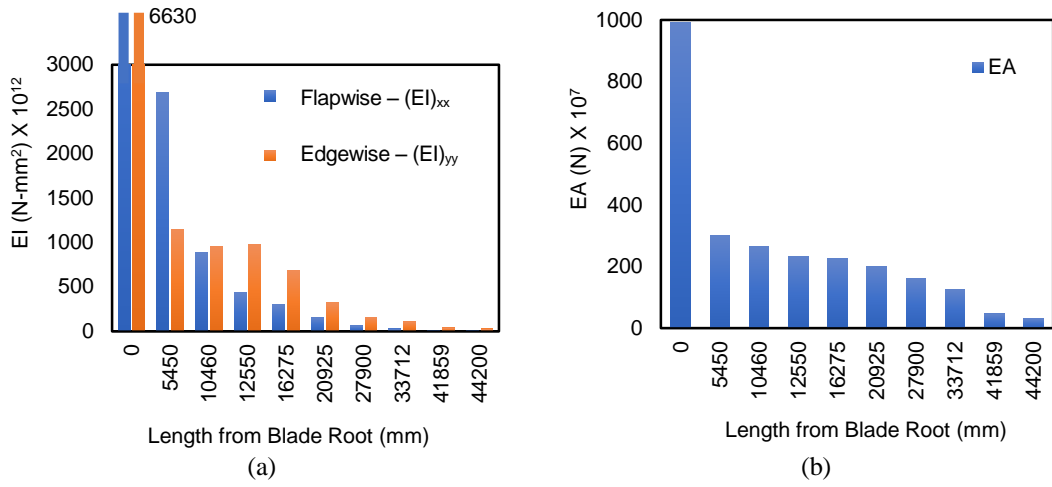 6630
3000
2500
2000
1500
1000
500
0
EI (N-mm²) X 10¹²
Flapwise – (EI)xx
Edgewise – (EI)yy
0 5450 10460 12550 16275 20925 27900 33712 41859 44200
Length from Blade Root (mm)
(a)
1000
800
600
400
200
0
EA (N) X 10⁷
EA
0 5450 10460 12550 16275 20925 27900 33712 41859 44200
Length from Blade Root (mm)
(b)